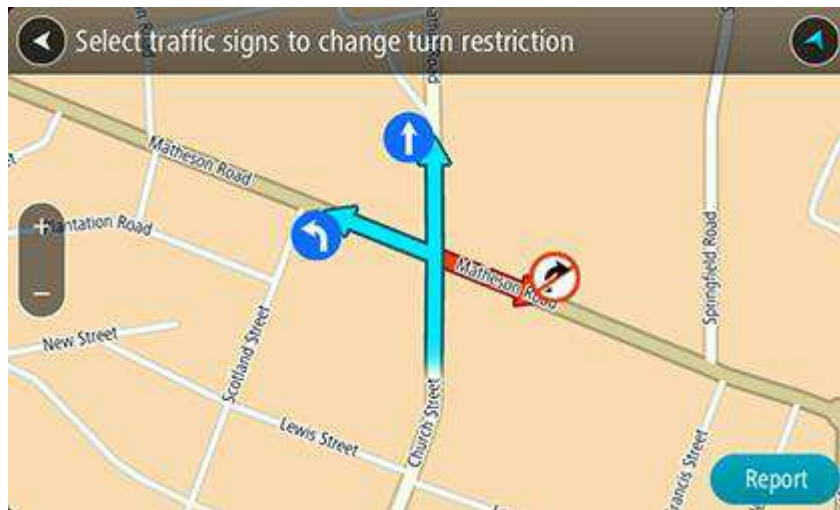 Select traffic signs to change turn restriction
Road
Matheson Road
Plantation Road
Matheson Road
Springfield Road
New Street
Scotland Street
Lewis Street
Church Street
Francis Street
Report